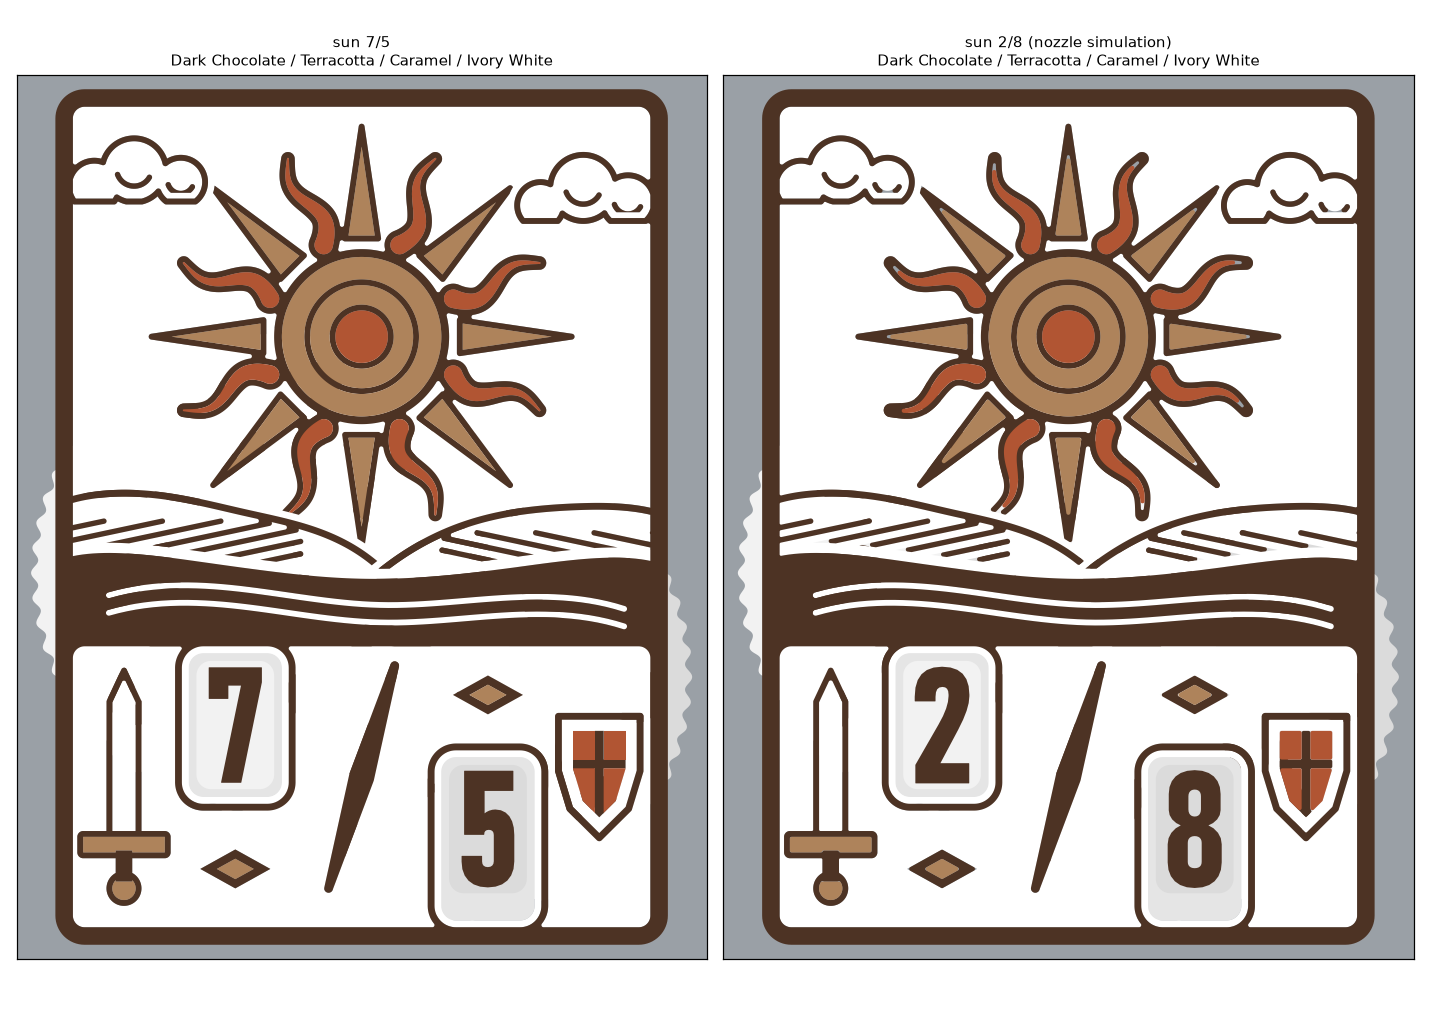 sun 7/5
Dark Chocolate / Terracotta / Caramel / Ivory White
7
5
sun 2/8 (nozzle simulation)
Dark Chocolate / Terracotta / Caramel / Ivory White
2
8